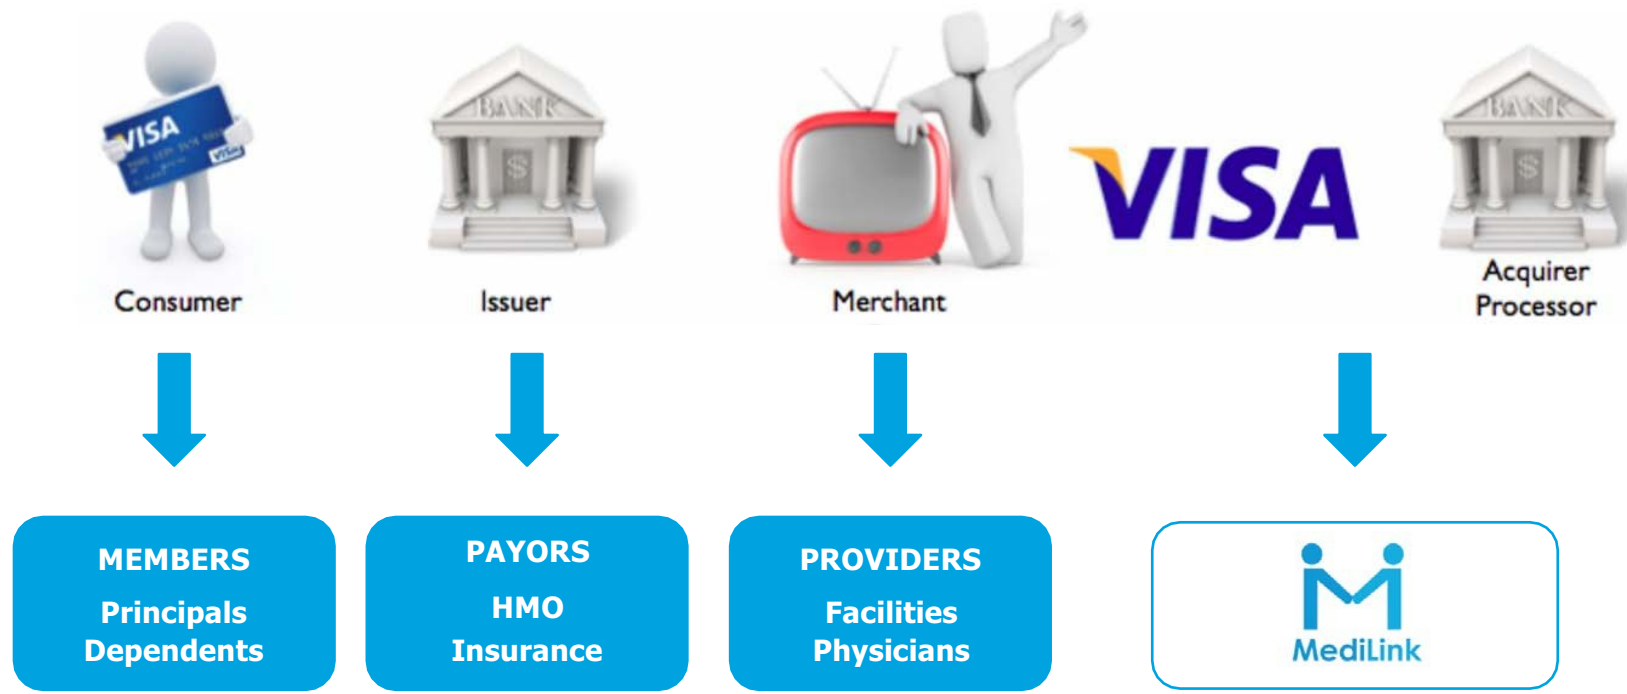 VISA
VISA
BANK
$
BANK
$
VISA
Consumer
Issuer
Merchant
Acquirer
Processor
MEMBERS
Principals
Dependents
PAYORS
HMO
Insurance
PROVIDERS
Facilities
Physicians
MediLink